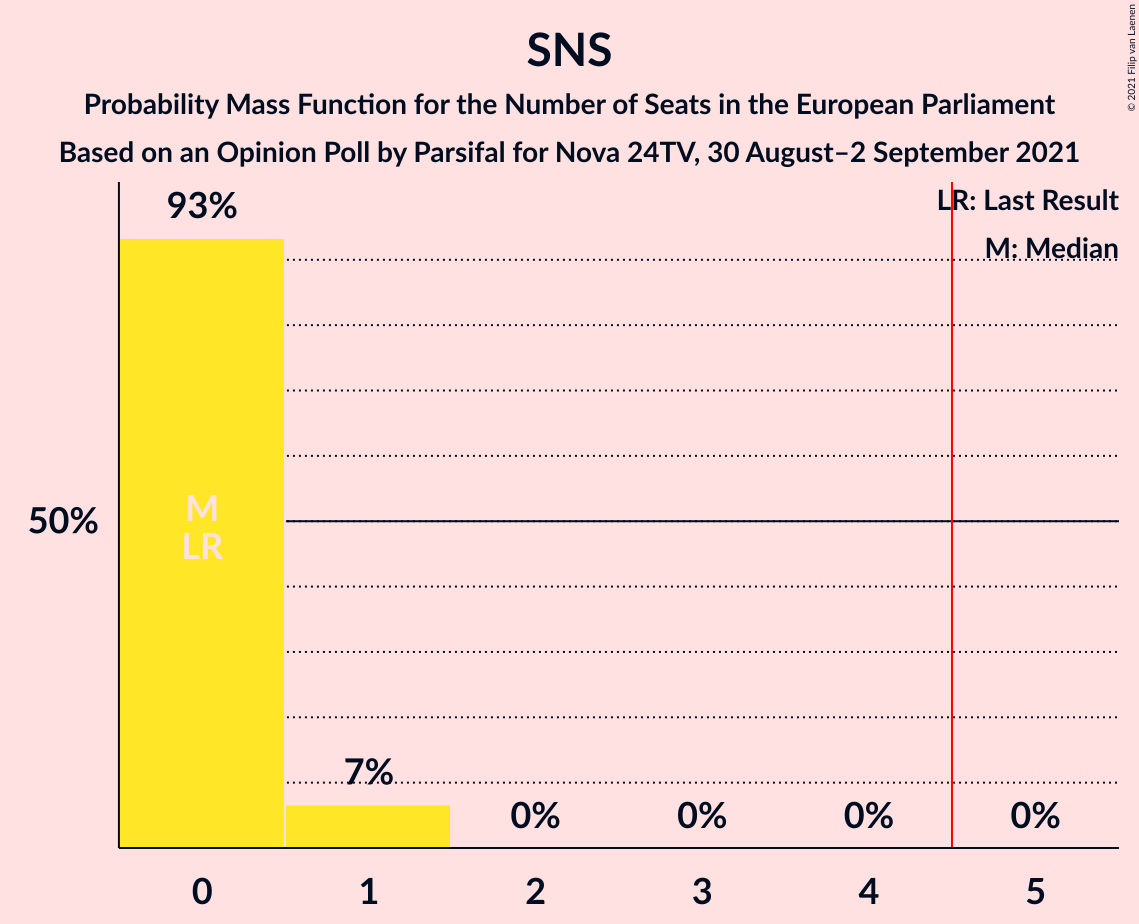 SNS
Probability Mass Function for the Number of Seats in the European Parliament
Based on an Opinion Poll by Parsifal for Nova 24TV, 30 August–2 September 2021
© 2021 Filip van Laenen
LR: Last Result
M: Median
93%
50%
M
LR
7%
0%
0%
0%
0%
0
1
2
3
4
5